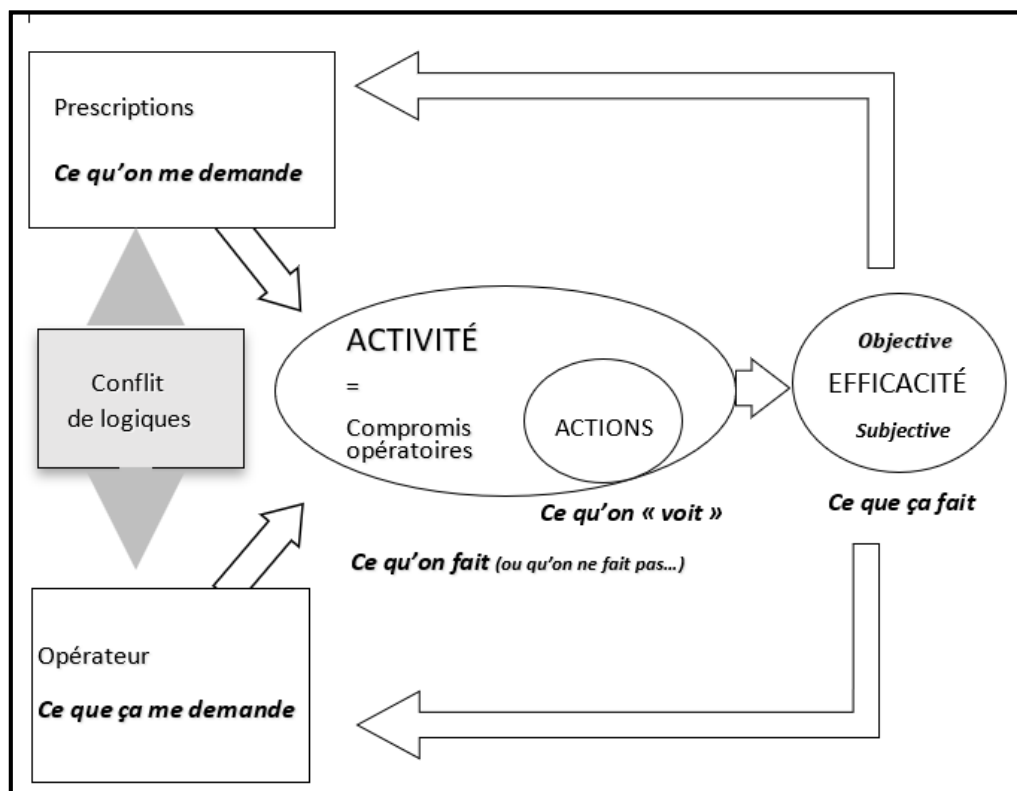 Prescriptions
Ce qu’on me demande
Conflit
de logiques
Opérateur
Ce que ça me demande
ACTIVITÉ
=
Compromis
opératoires
ACTIONS
Ce qu’on « voit »
Ce qu’on fait (ou qu’on ne fait pas…)
Objective
EFFICACITÉ
Subjective
Ce que ça fait